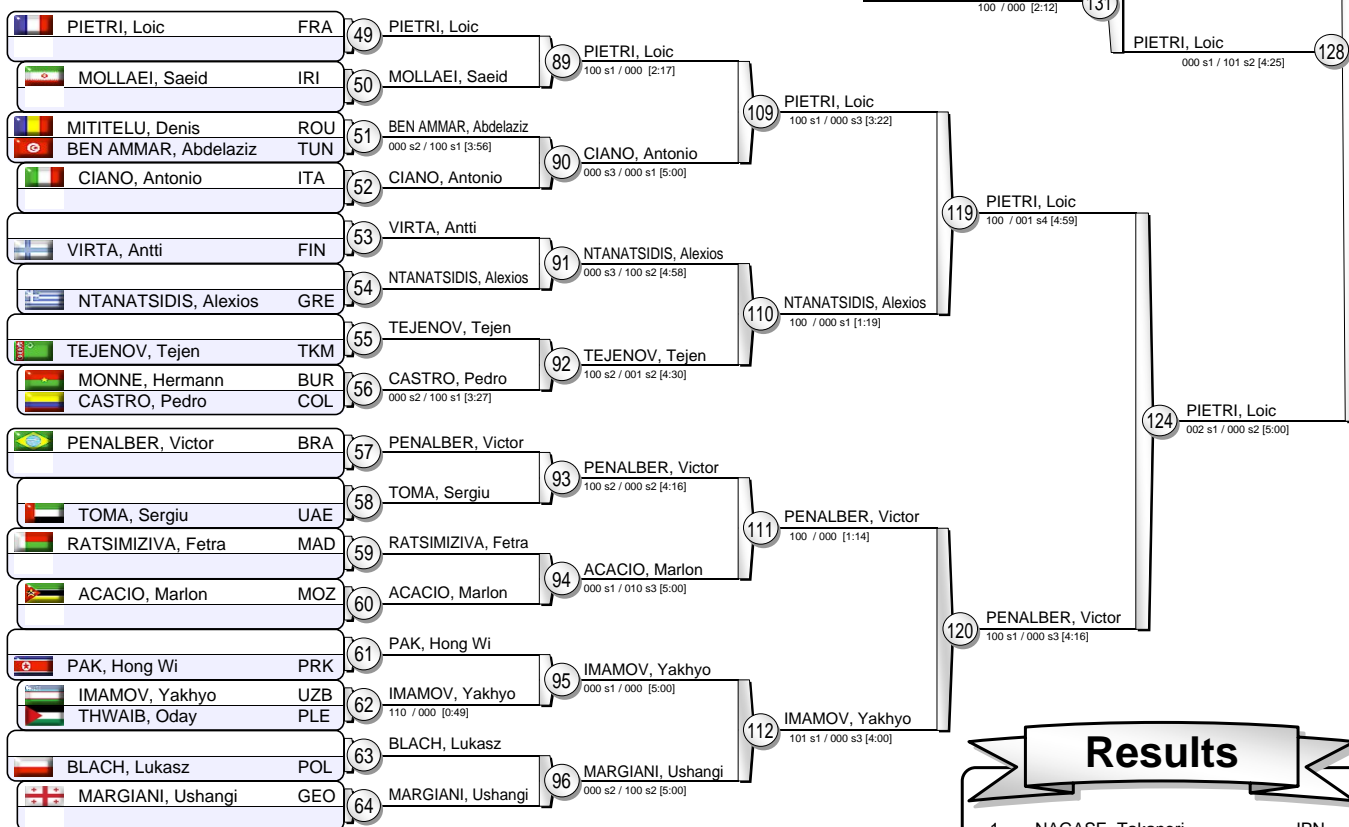 100 / 000 [2:12]
131
PIETRI, Loic
000 s1 / 101 s2 [4:25]
128
PIETRI, Loic FRA
49
PIETRI, Loic
MOLLAEI, Saeid IRI
50
MOLLAEI, Saeid
89
PIETRI, Loic
100 s1 / 000 [2:17]
MITITELU, Denis ROU
BEN AMMAR, Abdelaziz TUN
51
BEN AMMAR, Abdelaziz
000 s2 / 100 s1 [3:56]
CIANO, Antonio ITA
52
CIANO, Antonio
90
CIANO, Antonio
000 s3 / 000 s1 [5:00]
109
PIETRI, Loic
100 s1 / 000 s3 [3:22]
VIRTA, Antti FIN
53
VIRTA, Antti
NTANATSIDIS, Alexios GRE
54
NTANATSIDIS, Alexios
91
NTANATSIDIS, Alexios
000 s3 / 100 s2 [4:58]
TEJENOV, Tejen TKM
55
TEJENOV, Tejen
MONNE, Hermann BUR
CASTRO, Pedro COL
56
CASTRO, Pedro
000 s2 / 100 s1 [3:27]
92
TEJENOV, Tejen
100 s2 / 001 s2 [4:30]
110
NTANATSIDIS, Alexios
100 / 000 s1 [1:19]
119
PIETRI, Loic
100 / 001 s4 [4:59]
PENALBER, Victor BRA
57
PENALBER, Victor
TOMA, Sergiu UAE
58
TOMA, Sergiu
93
PENALBER, Victor
100 s2 / 000 s2 [4:16]
RATSIMIZIVA, Fetra MAD
59
RATSIMIZIVA, Fetra
ACACIO, Marlon MOZ
60
ACACIO, Marlon
94
ACACIO, Marlon
000 s1 / 010 s3 [5:00]
111
PENALBER, Victor
100 / 000 [1:14]
PAK, Hong Wi PRK
61
PAK, Hong Wi
IMAMOV, Yakhyo UZB
THWAIB, Oday PLE
62
IMAMOV, Yakhyo
110 / 000 [0:49]
95
IMAMOV, Yakhyo
000 s1 / 000 [5:00]
BLACH, Lukasz POL
63
BLACH, Lukasz
MARGIANI, Ushangi GEO
64
MARGIANI, Ushangi
96
MARGIANI, Ushangi
000 s2 / 100 s2 [5:00]
112
IMAMOV, Yakhyo
101 s1 / 000 s3 [4:00]
120
PENALBER, Victor
100 s1 / 000 s3 [4:16]
124
PIETRI, Loic
002 s1 / 000 s2 [5:00]
Results